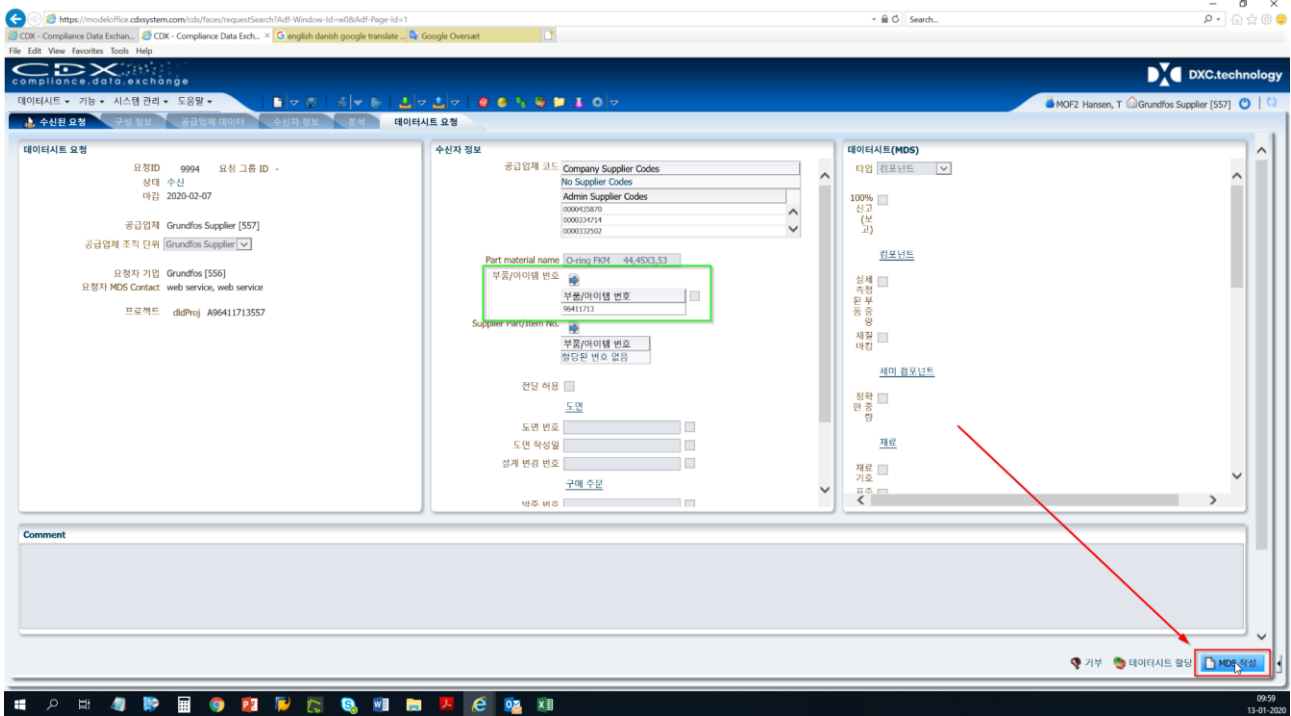 https://modeloffice.cdxsystem.com/cdx/faces/requestSearch?Adf-Window-Id=w0&Adf-Page-Id=1
Search...
CDX - Compliance Data Exchan...
CDX - Compliance Data Exch...
english danish google translate ...
Google Oversæt
File Edit View Favorites Tools Help
CDX
compliance.data.exchange
DXC.technology
데이터시트 기능 시스템 관리 도움말
MOF2 Hansen, T Grundfos Supplier [557]
수신된 요청 구성 정보 공급업체 데이터 수신자 정보 분석 데이터시트 요청
데이터시트 요청
요청ID 9994 요청 그룹 ID -
상태 수신
마감 2020-02-07
공급업체 Grundfos Supplier [557]
공급업체 조직 단위 Grundfos Supplier
요청자 기업 Grundfos [556]
요청자 MDS Contact web service, web service
프로젝트 dldProj A96411713557
수신자 정보
공급업체 코드 Company Supplier Codes
No Supplier Codes
Admin Supplier Codes
0000435870
0000334714
0000332502
Part material name O-ring FKM 44,45X3,53
부품/아이템 번호
부품/아이템 번호
96411713
Supplier Part/Item No.
부품/아이템 번호
할당된 번호 없음
전달 허용
도면
도면 번호
도면 작성일
설계 변경 번호
구매 주문
데이터시트(MDS)
타입 컴포넌트
100%
신고
(보
고)
컴포넌트
실제
측정
된 부
품 중
량
재질
마킹
세미 컴포넌트
정확
한 중
량
재료
재료
기호
표준
Comment
거부 데이터시트 할당 MDS 작성
09:59
13-01-2020